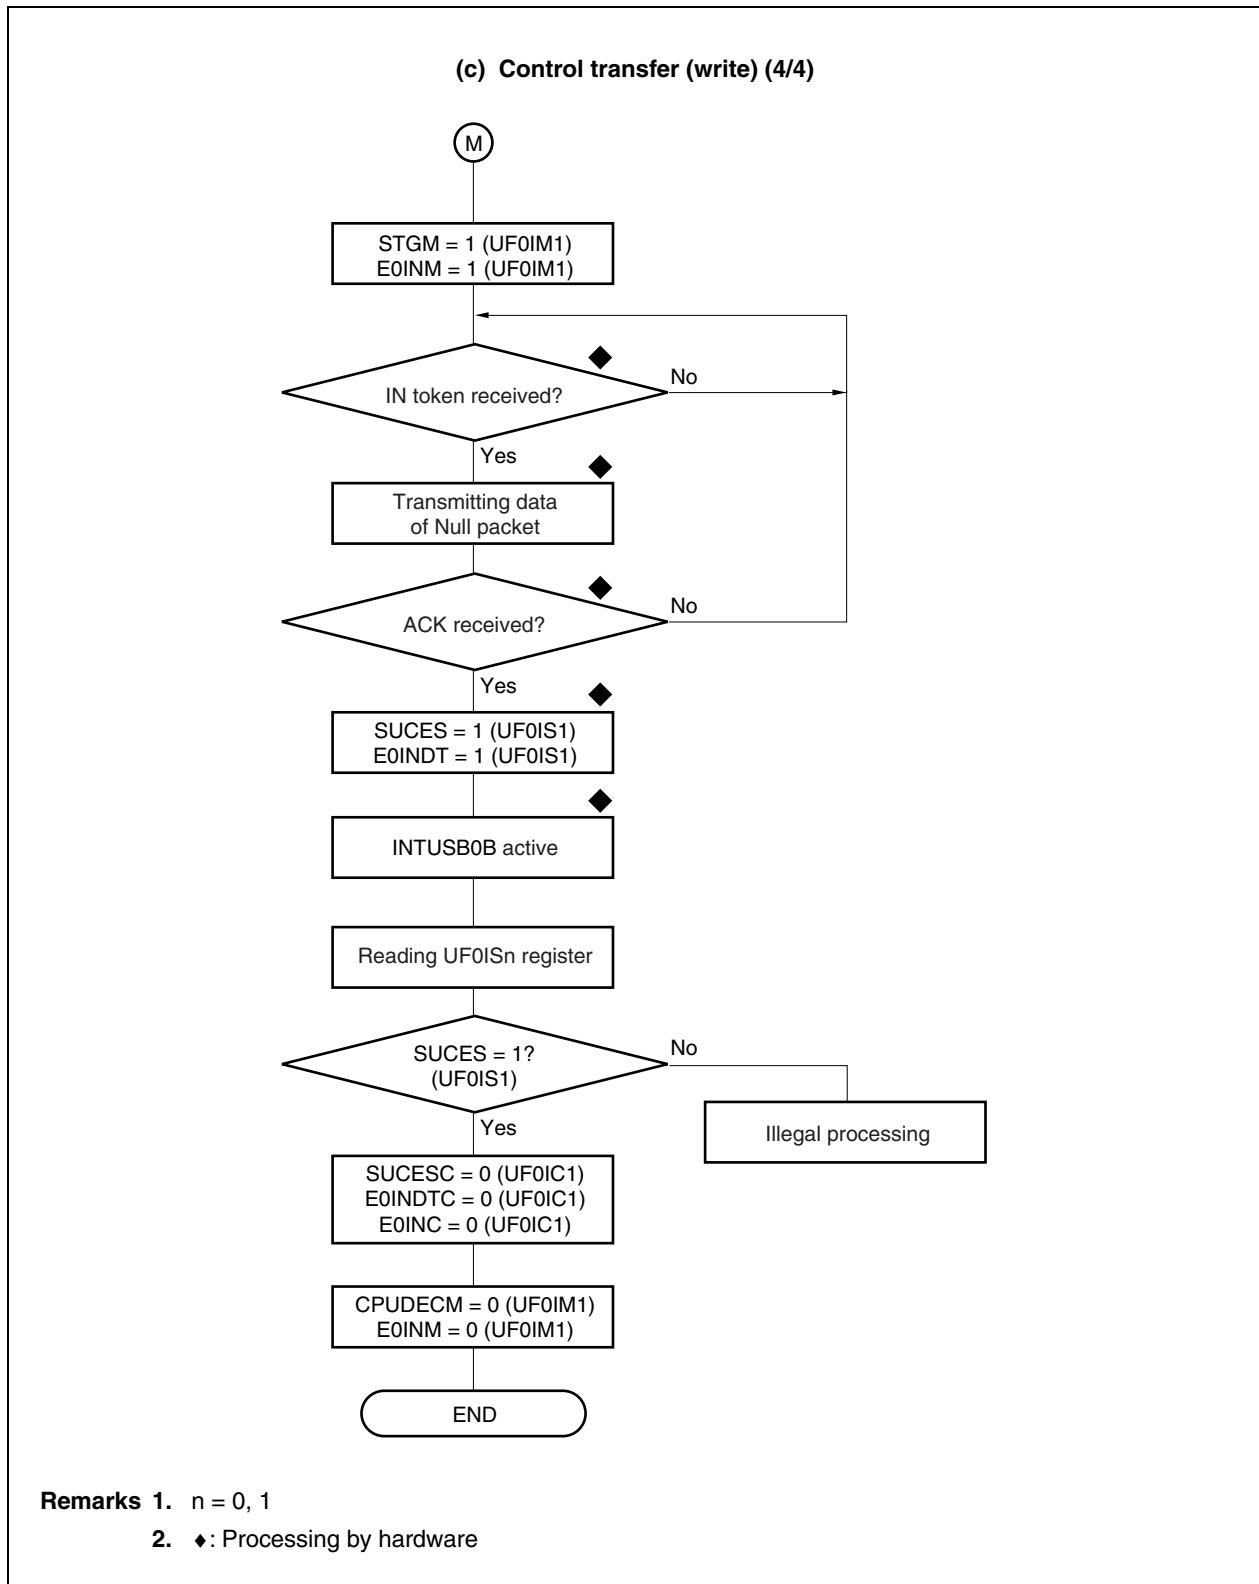 (c) Control transfer (write) (4/4)
M
STGM = 1 (UF0IM1)
E0INM = 1 (UF0IM1)
IN token received?
No
Yes
Transmitting data
of Null packet
ACK received?
No
Yes
SUCES = 1 (UF0IS1)
E0INDT = 1 (UF0IS1)
INTUSB0B active
Reading UF0ISn register
SUCES = 1?
(UF0IS1)
No
Illegal processing
Yes
SUCESC = 0 (UF0IC1)
E0INDTC = 0 (UF0IC1)
E0INC = 0 (UF0IC1)
CPUDECM = 0 (UF0IM1)
E0INM = 0 (UF0IM1)
END
Remarks 1. n = 0, 1
2. ♦: Processing by hardware